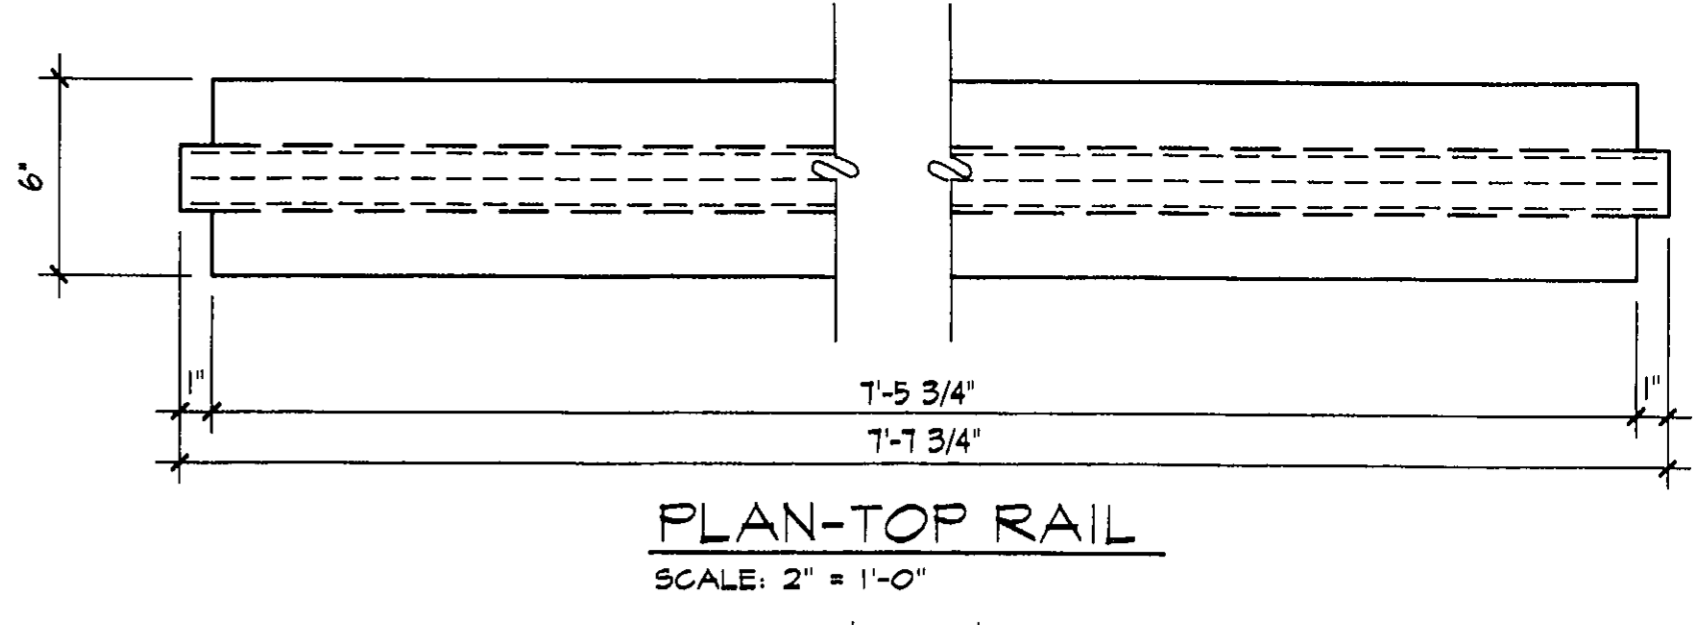 6"
1"
7'-5 3/4"
1"
7'-7 3/4"
PLAN-TOP RAIL
SCALE: 2" = 1'-0"